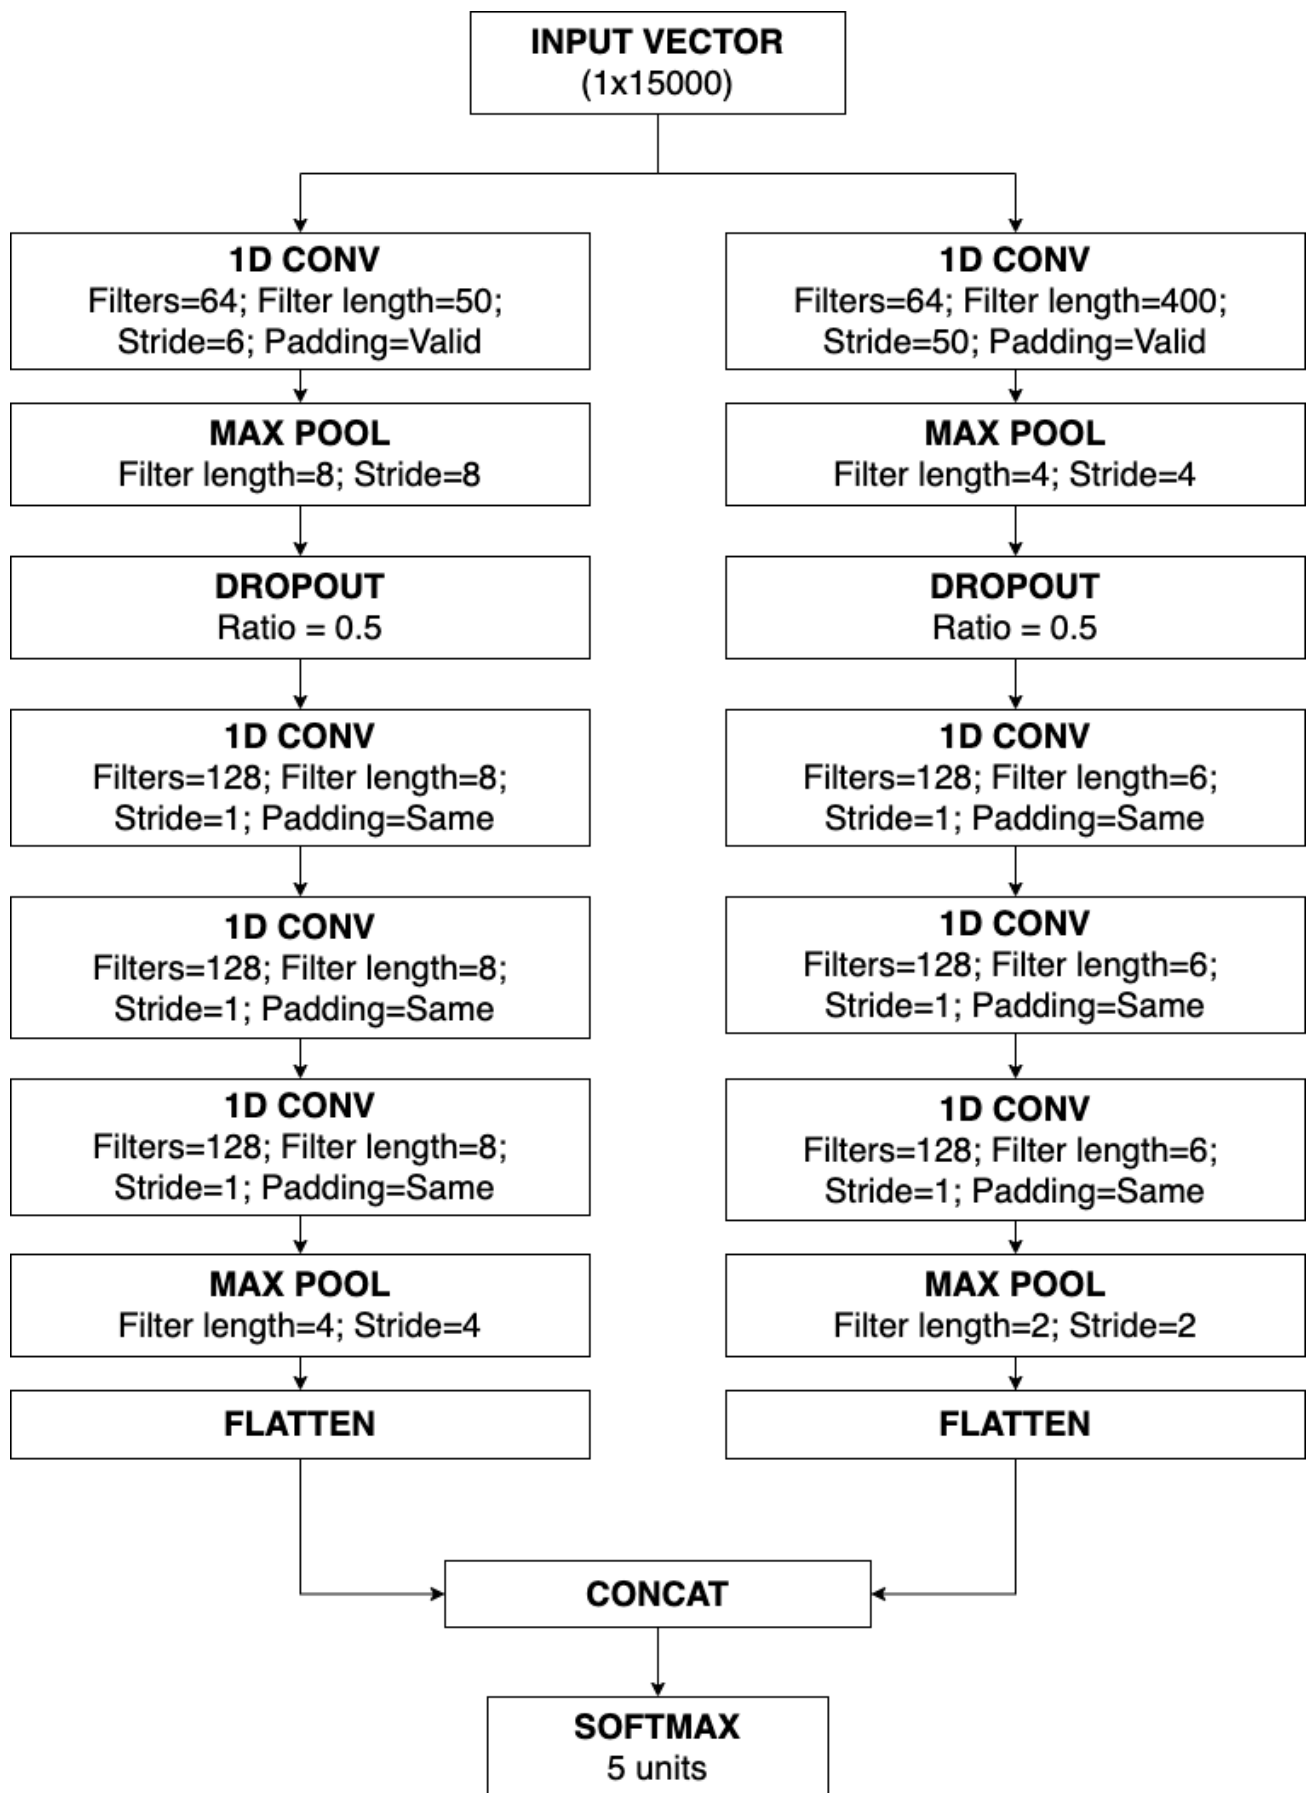 INPUT VECTOR
(1x15000)
1D CONV
Filters=64; Filter length=50;
Stride=6; Padding=Valid
MAX POOL
Filter length=8; Stride=8
DROPOUT
Ratio = 0.5
1D CONV
Filters=128; Filter length=8;
Stride=1; Padding=Same
1D CONV
Filters=128; Filter length=8;
Stride=1; Padding=Same
1D CONV
Filters=128; Filter length=8;
Stride=1; Padding=Same
MAX POOL
Filter length=4; Stride=4
FLATTEN
1D CONV
Filters=64; Filter length=400;
Stride=50; Padding=Valid
MAX POOL
Filter length=4; Stride=4
DROPOUT
Ratio = 0.5
1D CONV
Filters=128; Filter length=6;
Stride=1; Padding=Same
1D CONV
Filters=128; Filter length=6;
Stride=1; Padding=Same
1D CONV
Filters=128; Filter length=6;
Stride=1; Padding=Same
MAX POOL
Filter length=2; Stride=2
FLATTEN
CONCAT
SOFTMAX
5 units